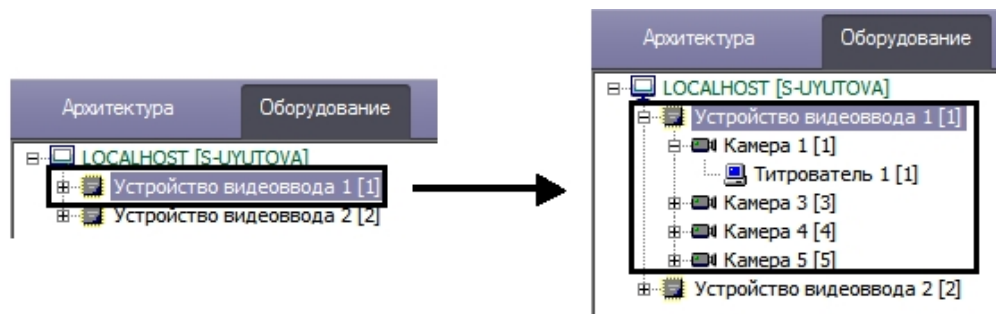 Архитектура Оборудование
LOCALHOST [S-UYUTOVA]
Устройство видеоввода 1 [1]
Устройство видеоввода 2 [2]
Архитектура Оборудование
LOCALHOST [S-UYUTOVA]
Устройство видеоввода 1 [1]
Камера 1 [1]
Титрователь 1 [1]
Камера 3 [3]
Камера 4 [4]
Камера 5 [5]
Устройство видеоввода 2 [2]